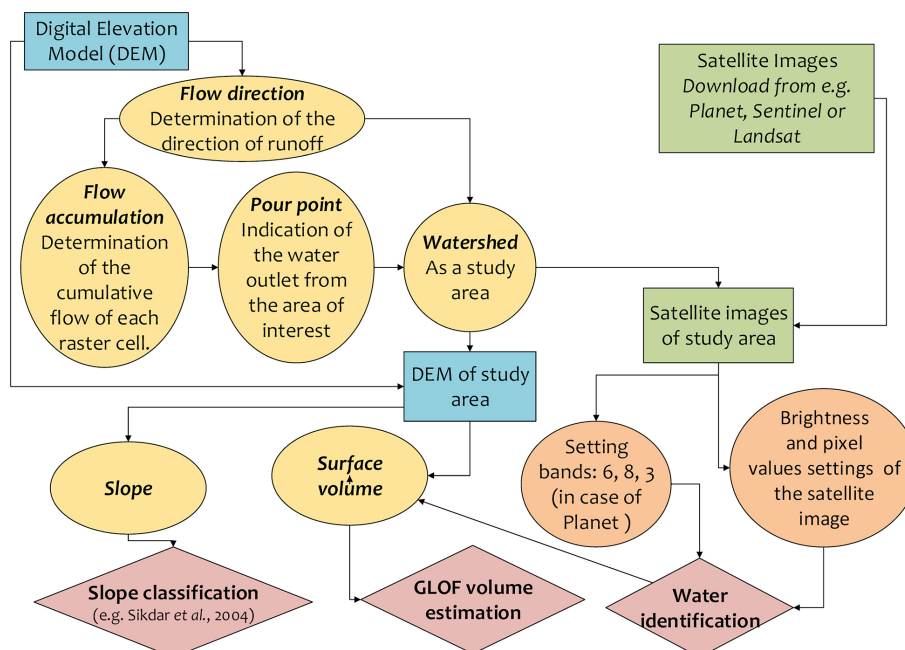 Digital Elevation
Model (DEM)
Satellite Images
Download from e.g.
Planet, Sentinel or
Landsat
Flow direction
Determination of the
direction of runoff
Flow
accumulation
Determination
of the
cumulative
flow of each
raster cell.
Pour point
Indication of
the water
outlet from
the area of
interest
Watershed
As a study
area
Satellite images
of study area
DEM of study
area
Slope
Surface
volume
Setting
bands: 6, 8, 3
(in case of
Planet )
Brightness
and pixel
values settings of
the satellite
image
Slope classification
(e.g. Sikdar et al., 2004)
GLOF volume
estimation
Water
identification